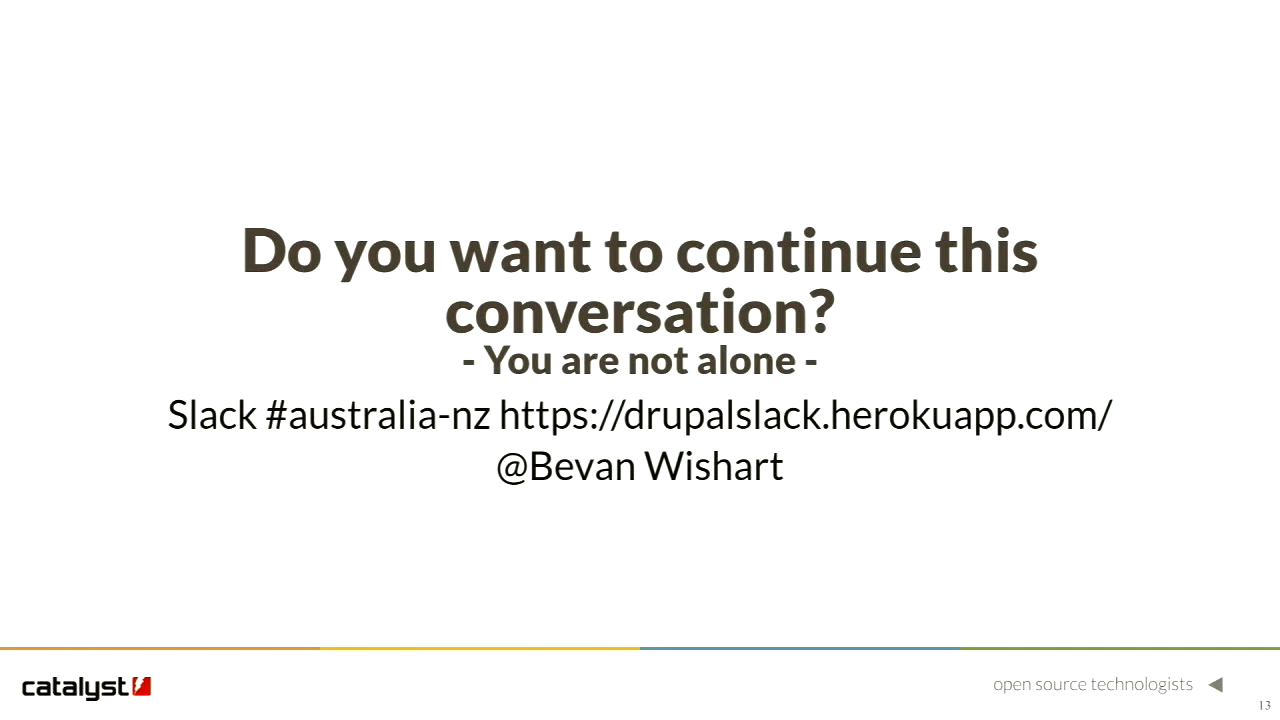 Do you want to continue this
conversation?
- You are not alone -
Slack #australia-nz https://drupalslack.herokuapp.com/
@Bevan Wishart
catalyst
open source technologists
13